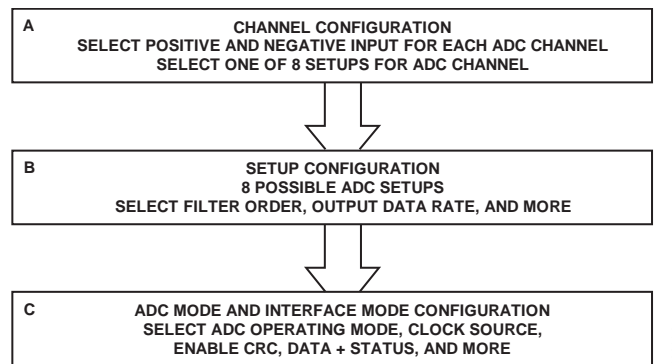 A
CHANNEL CONFIGURATION
SELECT POSITIVE AND NEGATIVE INPUT FOR EACH ADC CHANNEL
SELECT ONE OF 8 SETUPS FOR ADC CHANNEL
B
SETUP CONFIGURATION
8 POSSIBLE ADC SETUPS
SELECT FILTER ORDER, OUTPUT DATA RATE, AND MORE
C
ADC MODE AND INTERFACE MODE CONFIGURATION
SELECT ADC OPERATING MODE, CLOCK SOURCE,
ENABLE CRC, DATA + STATUS, AND MORE